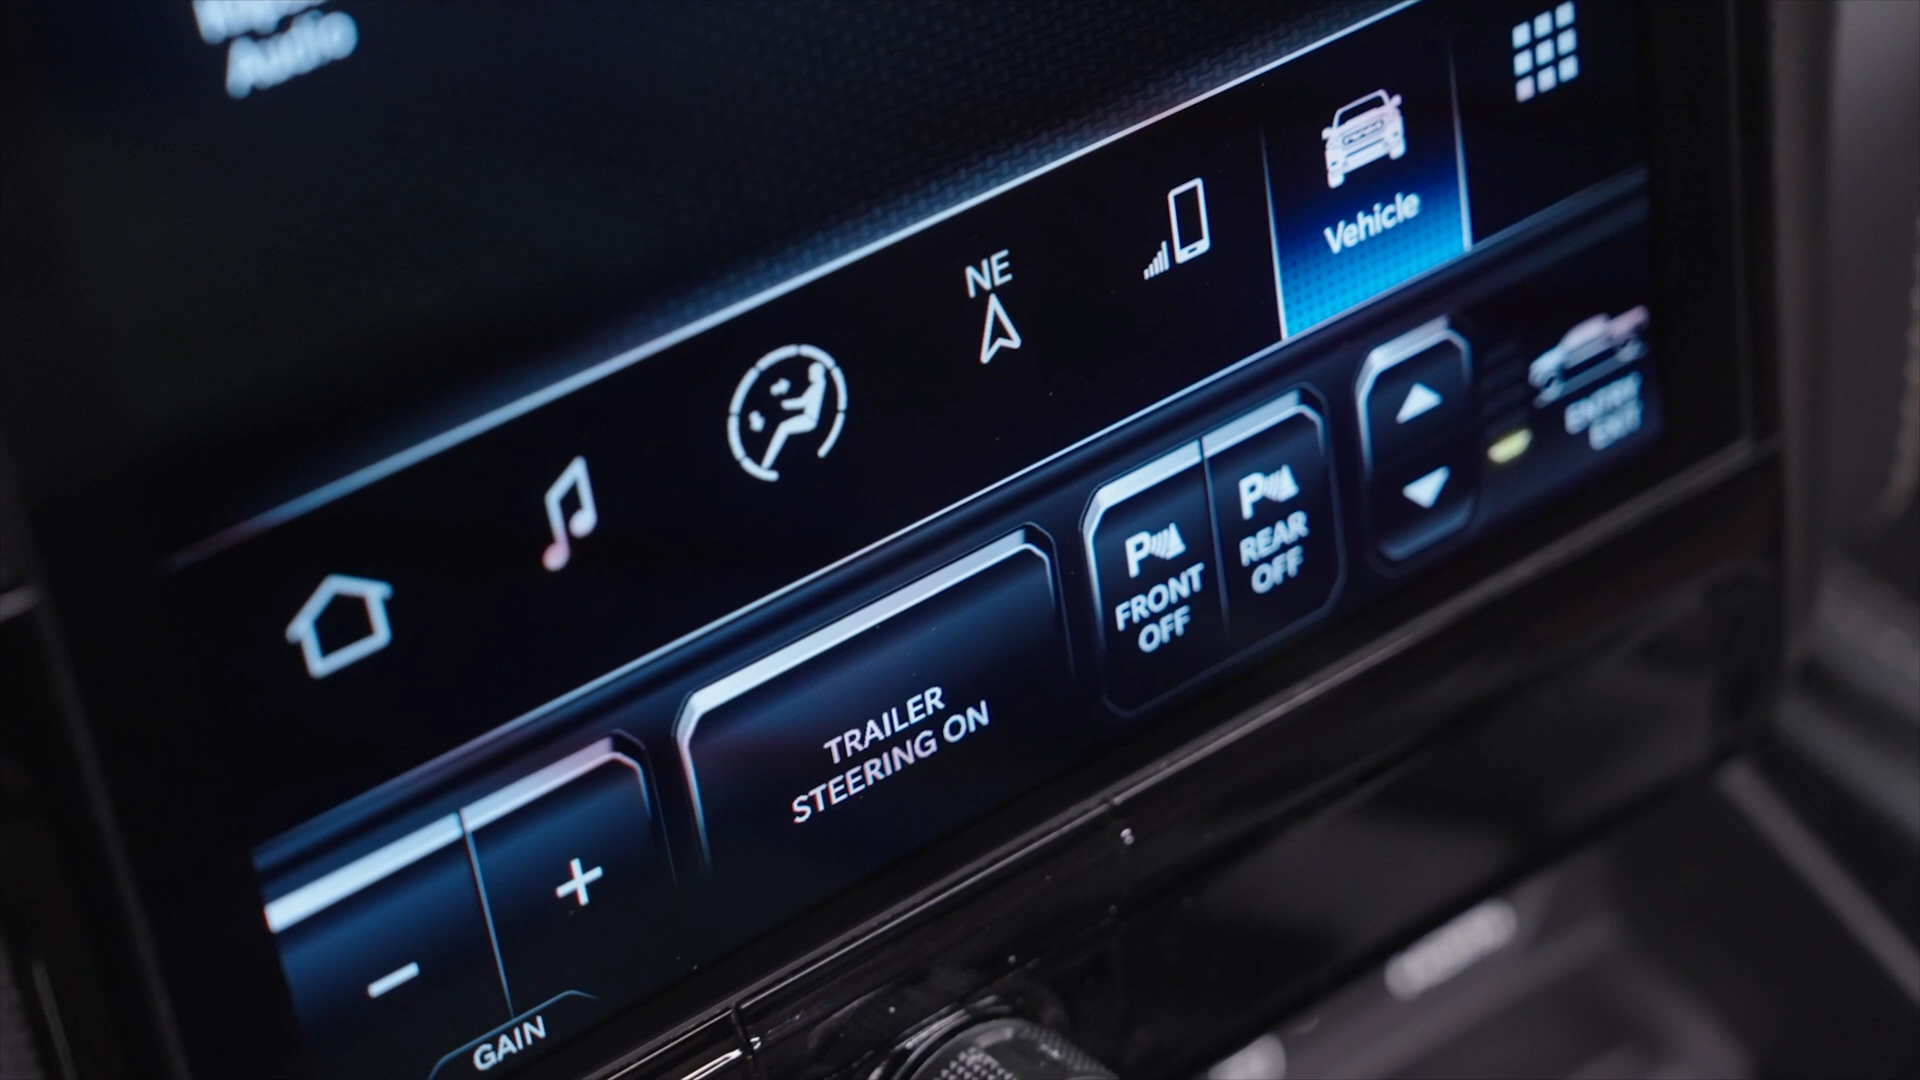 Audio
NE
Vehicle
ENTRY
EXIT
P
REAR
OFF
P
FRONT
OFF
TRAILER
STEERING ON
GAIN